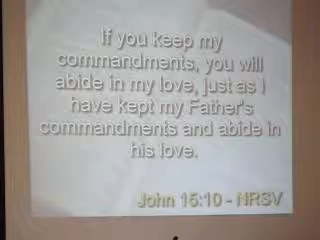 If you keep my
commandments, you will
abide in my love, just as I
have kept my Father's
commandments and abide in
his love.
John 15:10 - NRSV